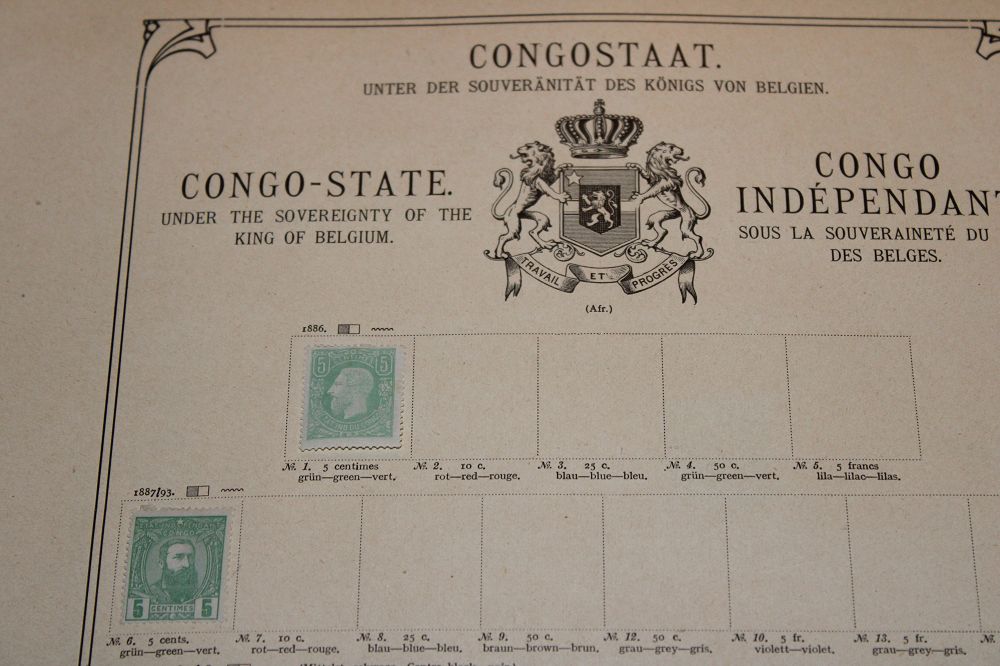 CONGOSTAAT.
UNTER DER SOUVERÄNITÄT DES KÖNIGS VON BELGIEN.
CONGO-STATE.
UNDER THE SOVEREIGNTY OF THE
KING OF BELGIUM.
CONGO
INDÉPENDANT
SOUS LA SOUVERAINETÉ DU
DES BELGES.
TRAVAIL ET PROGRÈS
(Afr.)
1886.
5 5
№. 1. 5 centimes
grün—green—vert.
№. 2. 10 c.
rot—red—rouge.
№. 3. 25 c.
blau—blue—bleu.
№. 4. 50 c.
grün—green—vert.
№. 5. 5 francs
lila—lilac—lilas.
1887/93.
ETAT INDEPENDANT
CONGO
5 CENTIMES 5
№. 6. 5 cents.
grün—green—vert.
№. 7. 10 c.
rot—red—rouge.
№. 8. 25 c.
blau—blue—bleu.
№. 9. 50 c.
braun—brown—brun.
№. 12. 50 c.
grau—grey—gris.
№. 10. 5 fr.
violett—violet.
№. 13. 5 fr.
grau—grey—gris.